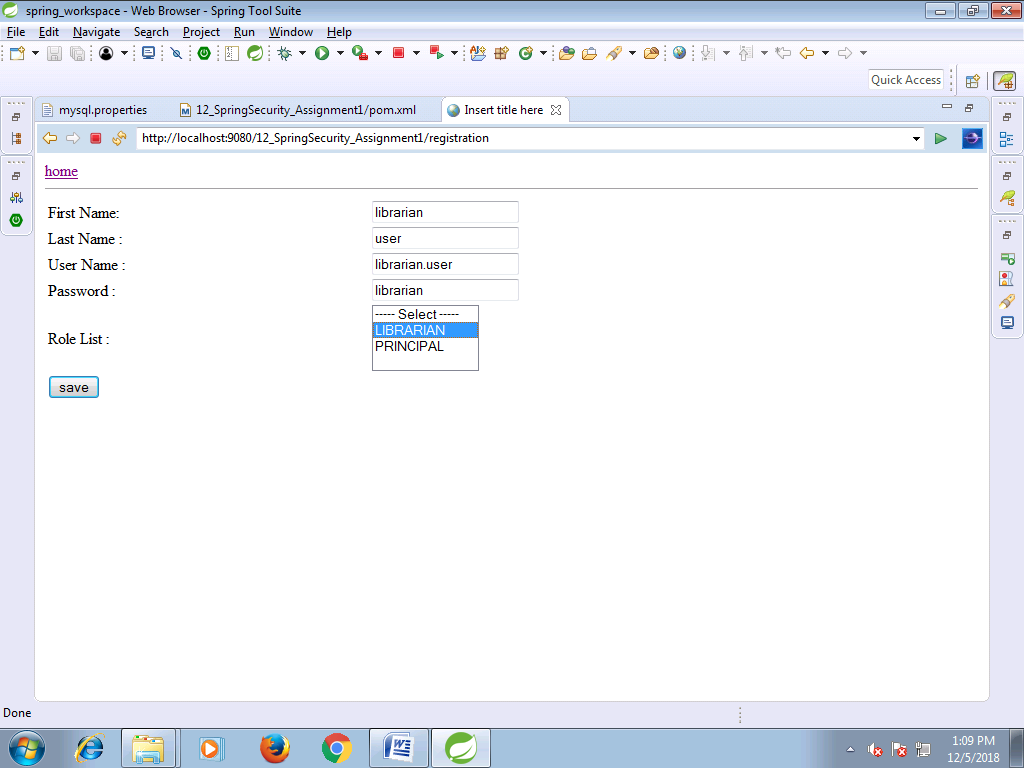 spring_workspace - Web Browser - Spring Tool Suite
File Edit Navigate Search Project Run Window Help
Quick Access
mysql.properties 12_SpringSecurity_Assignment1/pom.xml Insert title here
http://localhost:9080/12_SpringSecurity_Assignment1/registration
home
First Name: librarian
Last Name : user
User Name : librarian.user
Password : librarian
----- Select -----
LIBRARIAN
Role List :
PRINCIPAL
save
Done
1:09 PM
12/5/2018